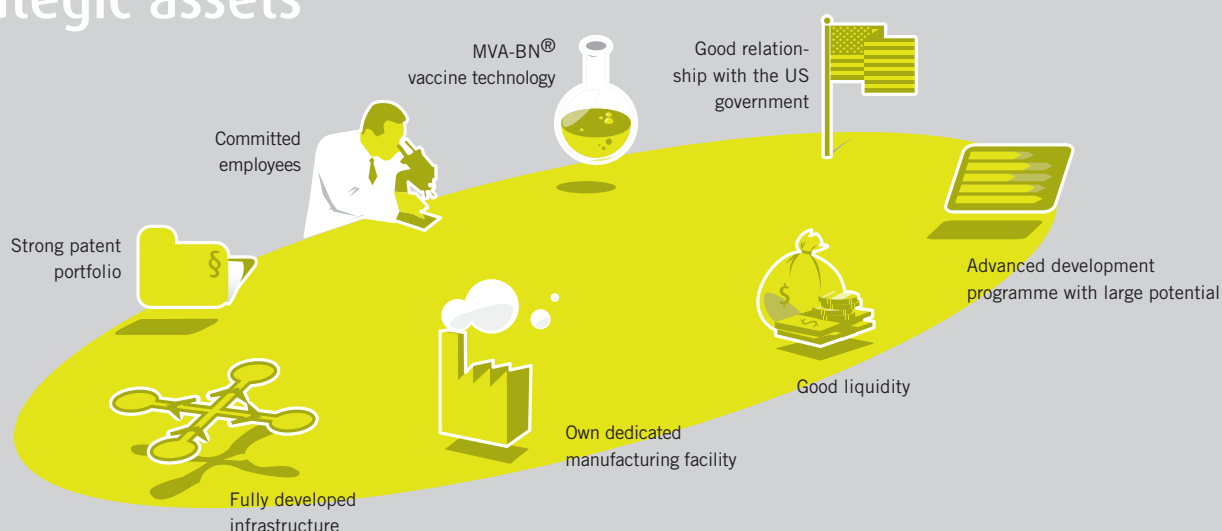 assets
MVA-BN®
vaccine technology
Good relation-
ship with the US
government
Committed
employees
Strong patent
portfolio
§
Advanced development
programme with large potential
$
$
Good liquidity
Own dedicated
manufacturing facility
Fully developed
infrastructure